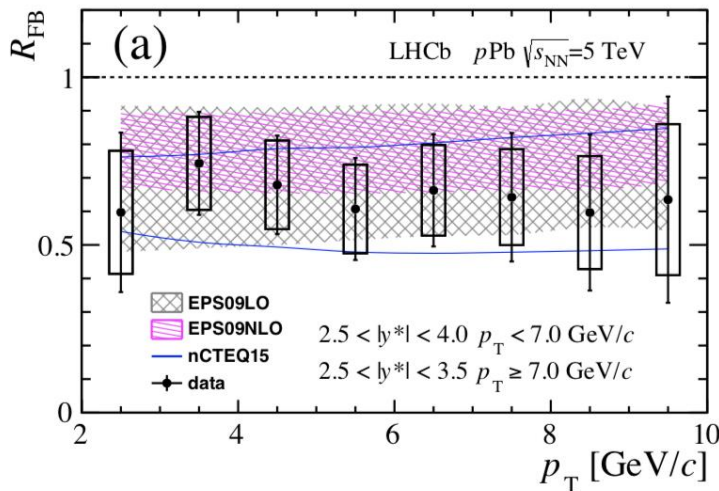 R_FB
(a)
LHCb pPb √s_NN=5 TeV
1
0.5
0
EPS09LO
EPS09NLO
nCTEQ15
data
2.5 < |y*| < 4.0 p_T < 7.0 GeV/c
2.5 < |y*| < 3.5 p_T ≥ 7.0 GeV/c
2 4 6 8 10
p_T [GeV/c]